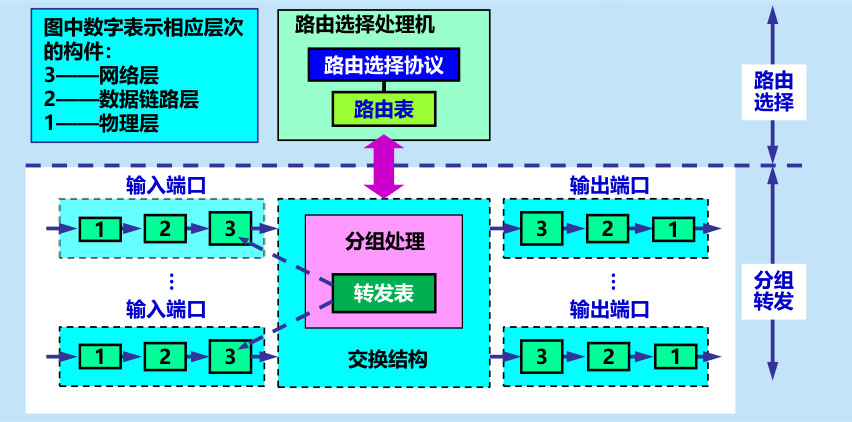 图中数字表示相应层次
的构件：
3——网络层
2——数据链路层
1——物理层
路由选择处理机
路由选择协议
路由表
路由
选择
输入端口
输出端口
1
2
3
3
2
1
分组处理
转发表
…
…
分组
转发
输入端口
输出端口
1
2
3
交换结构
3
2
1